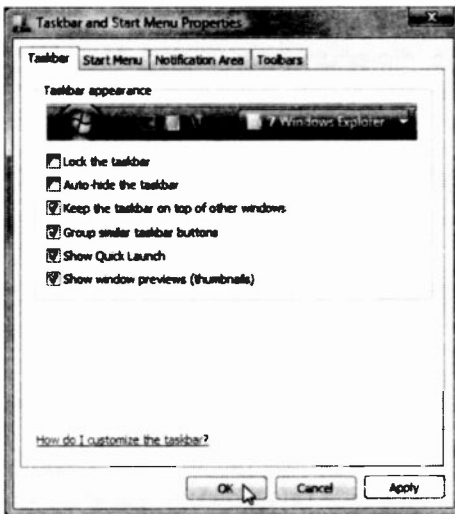 Taskbar and Start Menu Properties
Taskbar Start Menu Notification Area Toolbars
Taskbar appearance
7 Windows Explorer
Lock the taskbar
Auto-hide the taskbar
Keep the taskbar on top of other windows
Group similar taskbar buttons
Show Quick Launch
Show window previews (thumbnails)
How do I customize the taskbar?
OK Cancel Apply